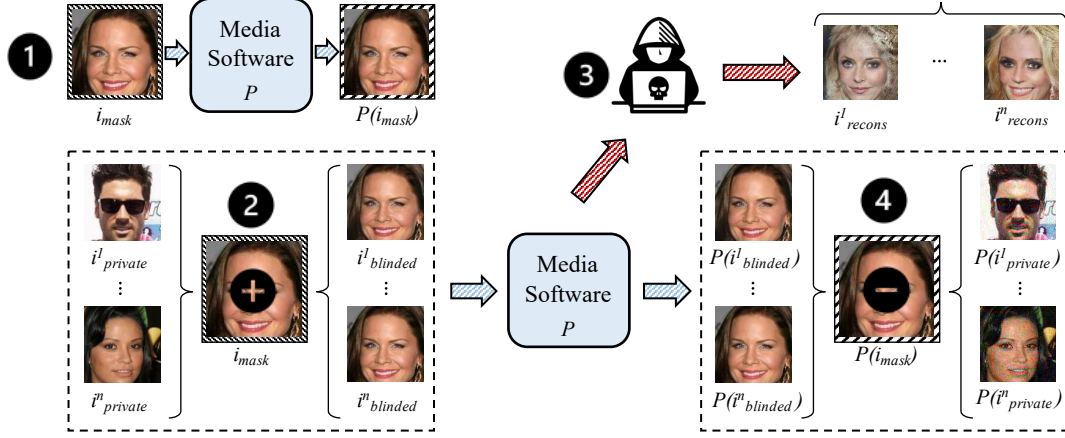 1
Media
Software
P
i_mask
P(i_mask)
3
...
i^1_recons
i^n_recons
2
i^1_private
⋮
i^n_private
+
i_mask
i^1_blinded
⋮
i^n_blinded
Media
Software
P
4
P(i^1_blinded)
⋮
P(i^n_blinded)
−
P(i_mask)
P(i^1_private)
⋮
P(i^n_private)